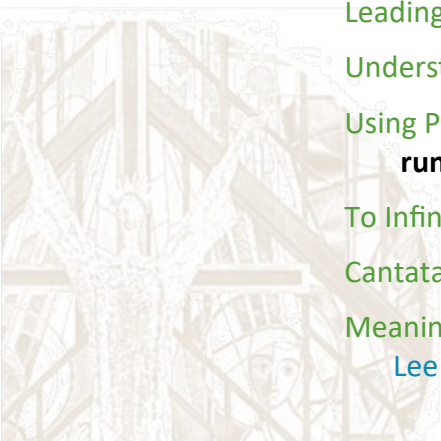 Leading
Underst
Using P
run
To Infin
Cantata
Meanin
Lee